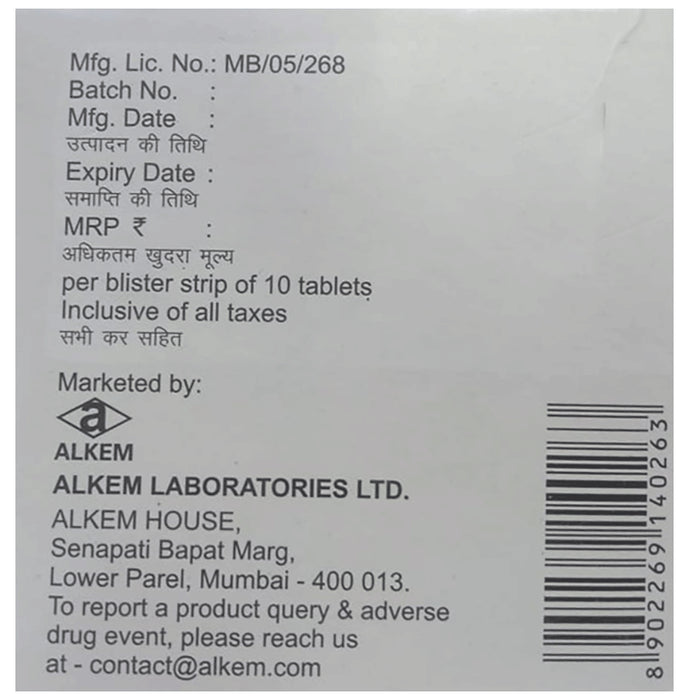 Mfg. Lic. No.: MB/05/268
Batch No. :
Mfg. Date :
उत्पादन की तिथि
Expiry Date :
समाप्ति की तिथि
MRP ₹ :
अधिकतम खुदरा मूल्य
per blister strip of 10 tablets
Inclusive of all taxes
सभी कर सहित
Marketed by:
a
ALKEM
ALKEM LABORATORIES LTD.
ALKEM HOUSE,
Senapati Bapat Marg,
Lower Parel, Mumbai - 400 013.
To report a product query & adverse
drug event, please reach us
at - contact@alkem.com
8 902269 140263